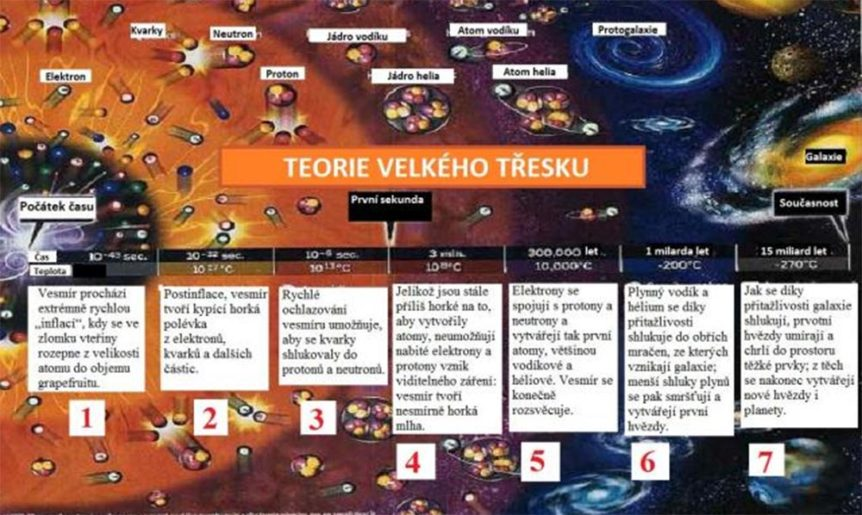 Kvarky
Neutron
Jádro vodíku
Atom vodíku
Protogalaxie
Elektron
Proton
Jádro helia
Atom helia
TEORIE VELKÉHO TŘESKU
Galaxie
Počátek času
První sekunda
Současnost
Čas
10⁻⁴³ sec.
10⁻³² sec.
10⁻⁶ sec.
3 min.
300,000 let
1 miliarda let
15 miliard let
Teplota
10²⁷°C
10¹³°C
10⁸°C
10,000°C
-200°C
-270°C
Vesmír prochází
extrémně rychlou
„inflací“, kdy se ve
zlomku vteřiny
rozepne z velikosti
atomu do objemu
grapefruitu.
1
Postinflace, vesmír
tvoří kypící horká
polévka
z elektronů,
kvarků a dalších
částic.
2
Rychlé
ochlazování
vesmíru umožňuje,
aby se kvarky
shlukovaly do
protonů a neutronů.
3
Jelikož jsou stále
příliš horké na to,
aby vytvořily
atomy, neumožňují
nabité elektrony a
protony vznik
viditelného záření:
vesmír tvoří
nesmírně horká
mlha.
4
Elektrony se
spojují s protony a
neutrony a
vytvářejí tak první
atomy, většinou
vodíkové a
héliové. Vesmír se
konečně
rozsvěcuje.
5
Plynný vodík a
hélium se díky
přitažlivosti
shlukuje do obřích
mračen, ze kterých
vznikají galaxie;
menší shluky plynů
se pak smršťují a
vytvářejí první
hvězdy.
6
Jak se díky
přitažlivosti galaxie
shlukují, prvotní
hvězdy umírají a
chrlí do prostoru
těžké prvky; z těch
se nakonec vytvářejí
nové hvězdy i
planety.
7